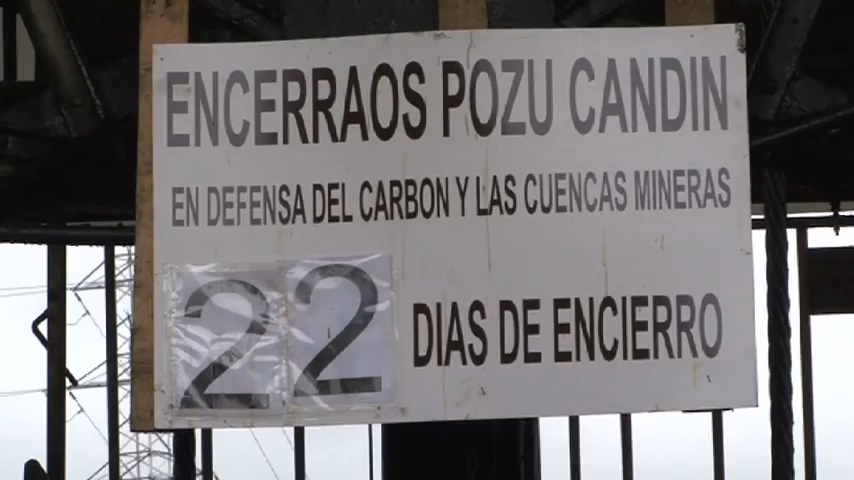 ENCERRAOS POZU CANDIN
EN DEFENSA DEL CARBON Y LAS CUENCAS MINERAS
22 DIAS DE ENCIERRO